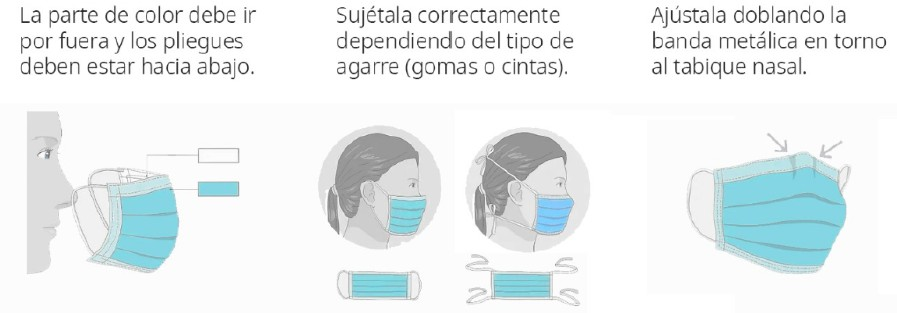 La parte de color debe ir
por fuera y los pliegues
deben estar hacia abajo.
Sujétala correctamente
dependiendo del tipo de
agarre (gomas o cintas).
Ajústala doblando la
banda metálica en torno
al tabique nasal.